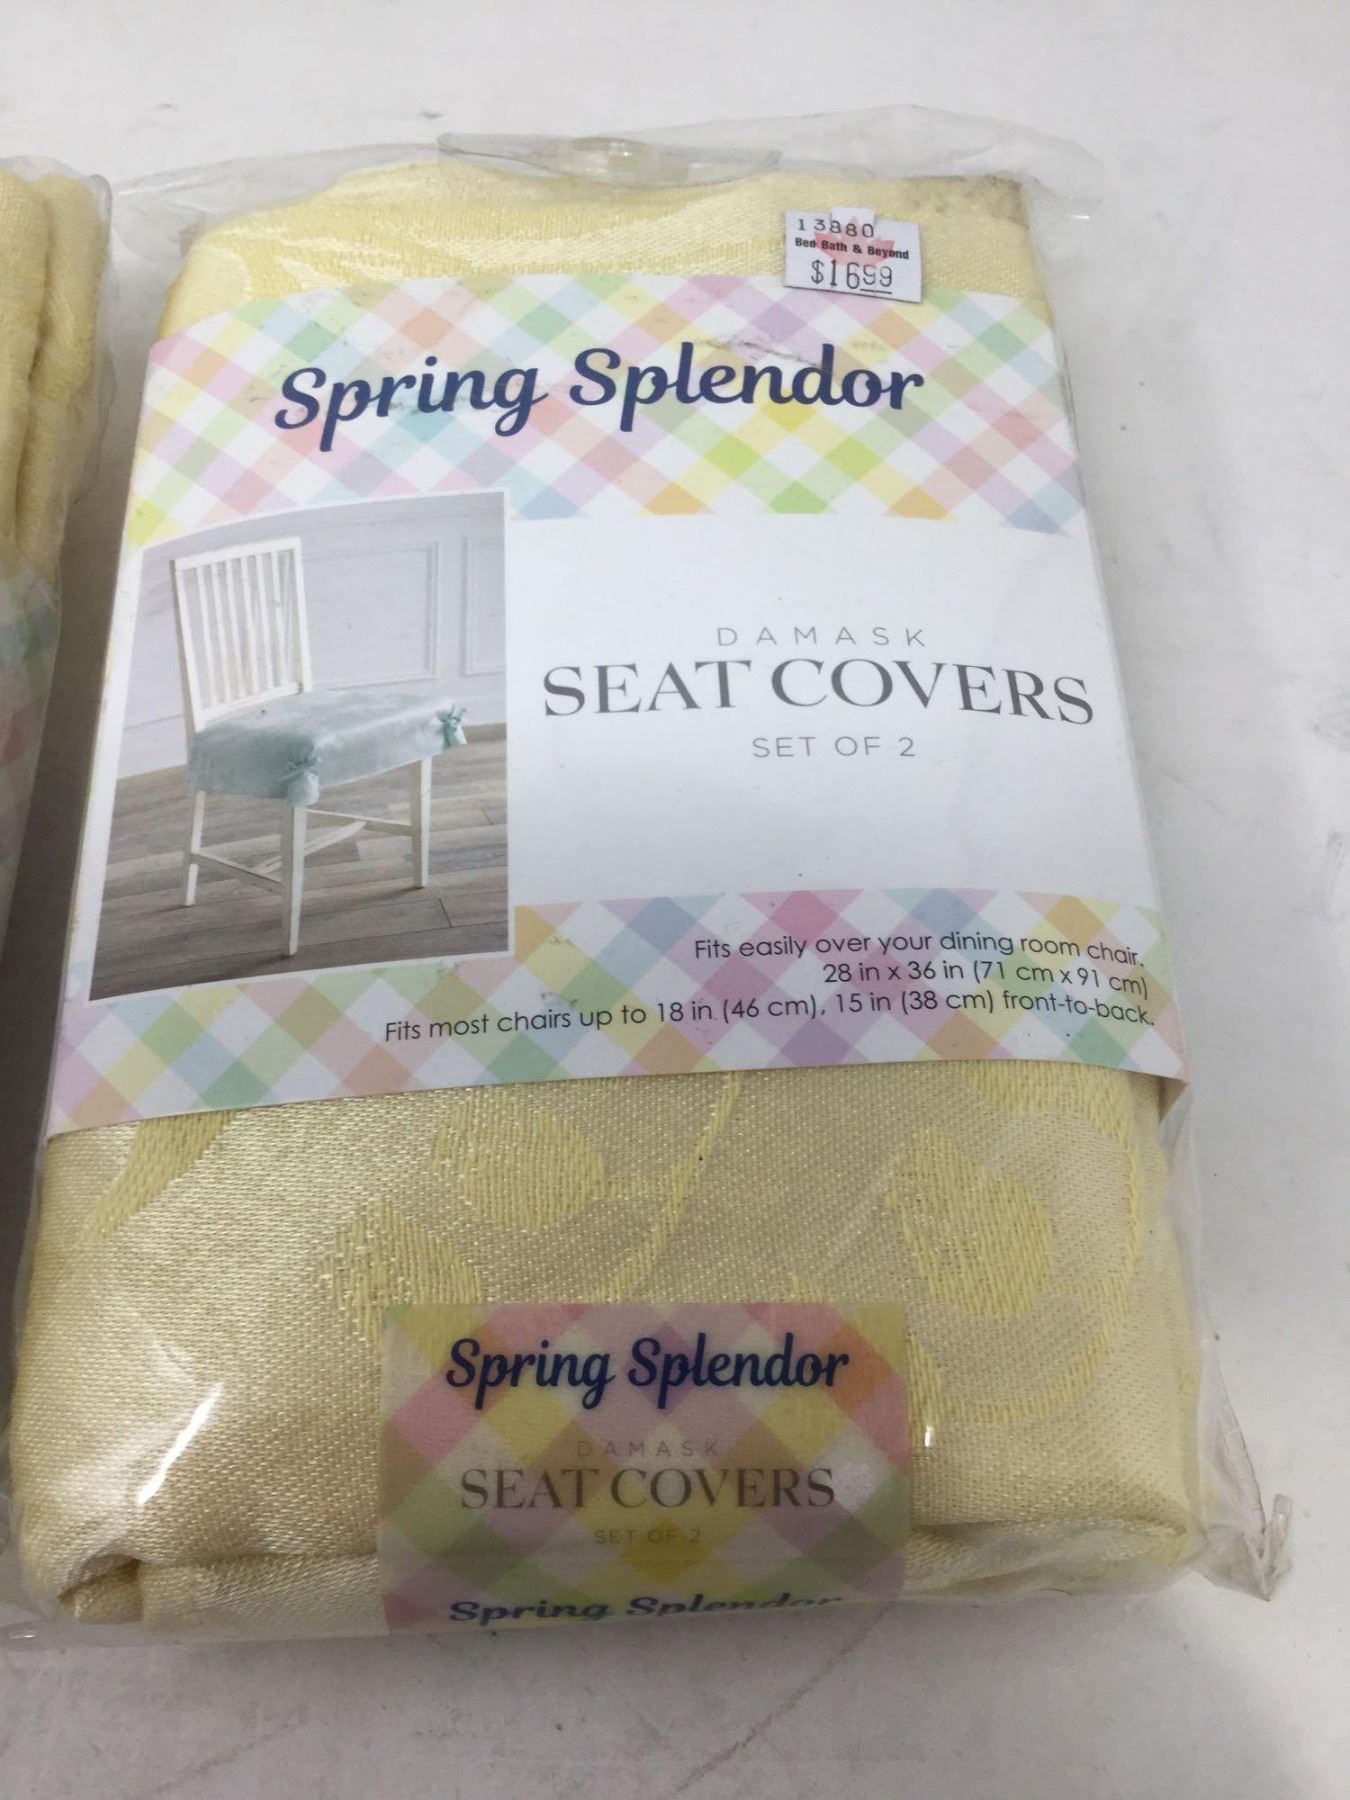 13880
Bed Bath & Beyond
$16.99
Spring Splendor
DAMASK
SEAT COVERS
SET OF 2
Fits easily over your dining room chair.
28 in x 36 in (71 cm x 91 cm)
Fits most chairs up to 18 in (46 cm), 15 in (38 cm) front-to-back.
Spring Splendor
DAMASK
SEAT COVERS
SET OF 2
Spring Splendor